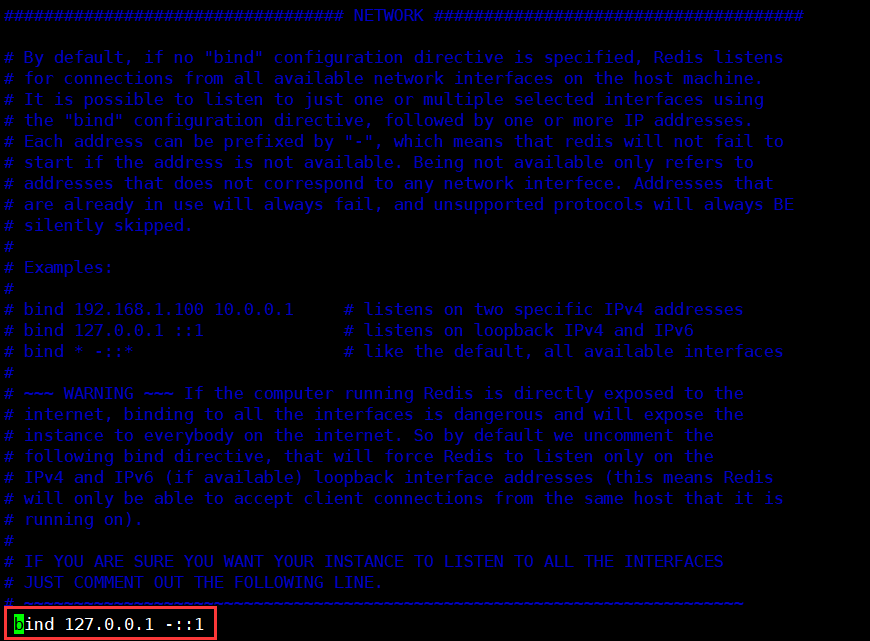 ################################## NETWORK #####################################
# By default, if no "bind" configuration directive is specified, Redis listens
# for connections from all available network interfaces on the host machine.
# It is possible to listen to just one or multiple selected interfaces using
# the "bind" configuration directive, followed by one or more IP addresses.
# Each address can be prefixed by "-", which means that redis will not fail to
# start if the address is not available. Being not available only refers to
# addresses that does not correspond to any network interfece. Addresses that
# are already in use will always fail, and unsupported protocols will always BE
# silently skipped.
#
# Examples:
#
# bind 192.168.1.100 10.0.0.1     # listens on two specific IPv4 addresses
# bind 127.0.0.1 ::1              # listens on loopback IPv4 and IPv6
# bind * -::*                     # like the default, all available interfaces
#
# ~~~ WARNING ~~~ If the computer running Redis is directly exposed to the
# internet, binding to all the interfaces is dangerous and will expose the
# instance to everybody on the internet. So by default we uncomment the
# following bind directive, that will force Redis to listen only on the
# IPv4 and IPv6 (if available) loopback interface addresses (this means Redis
# will only be able to accept client connections from the same host that it is
# running on).
#
# IF YOU ARE SURE YOU WANT YOUR INSTANCE TO LISTEN TO ALL THE INTERFACES
# JUST COMMENT OUT THE FOLLOWING LINE.
# ~~~~~~~~~~~~~~~~~~~~~~~~~~~~~~~~~~~~~~~~~~~~~~~~~~~~~~~~~~~~~~~~~~~~~~~~
bind 127.0.0.1 -::1